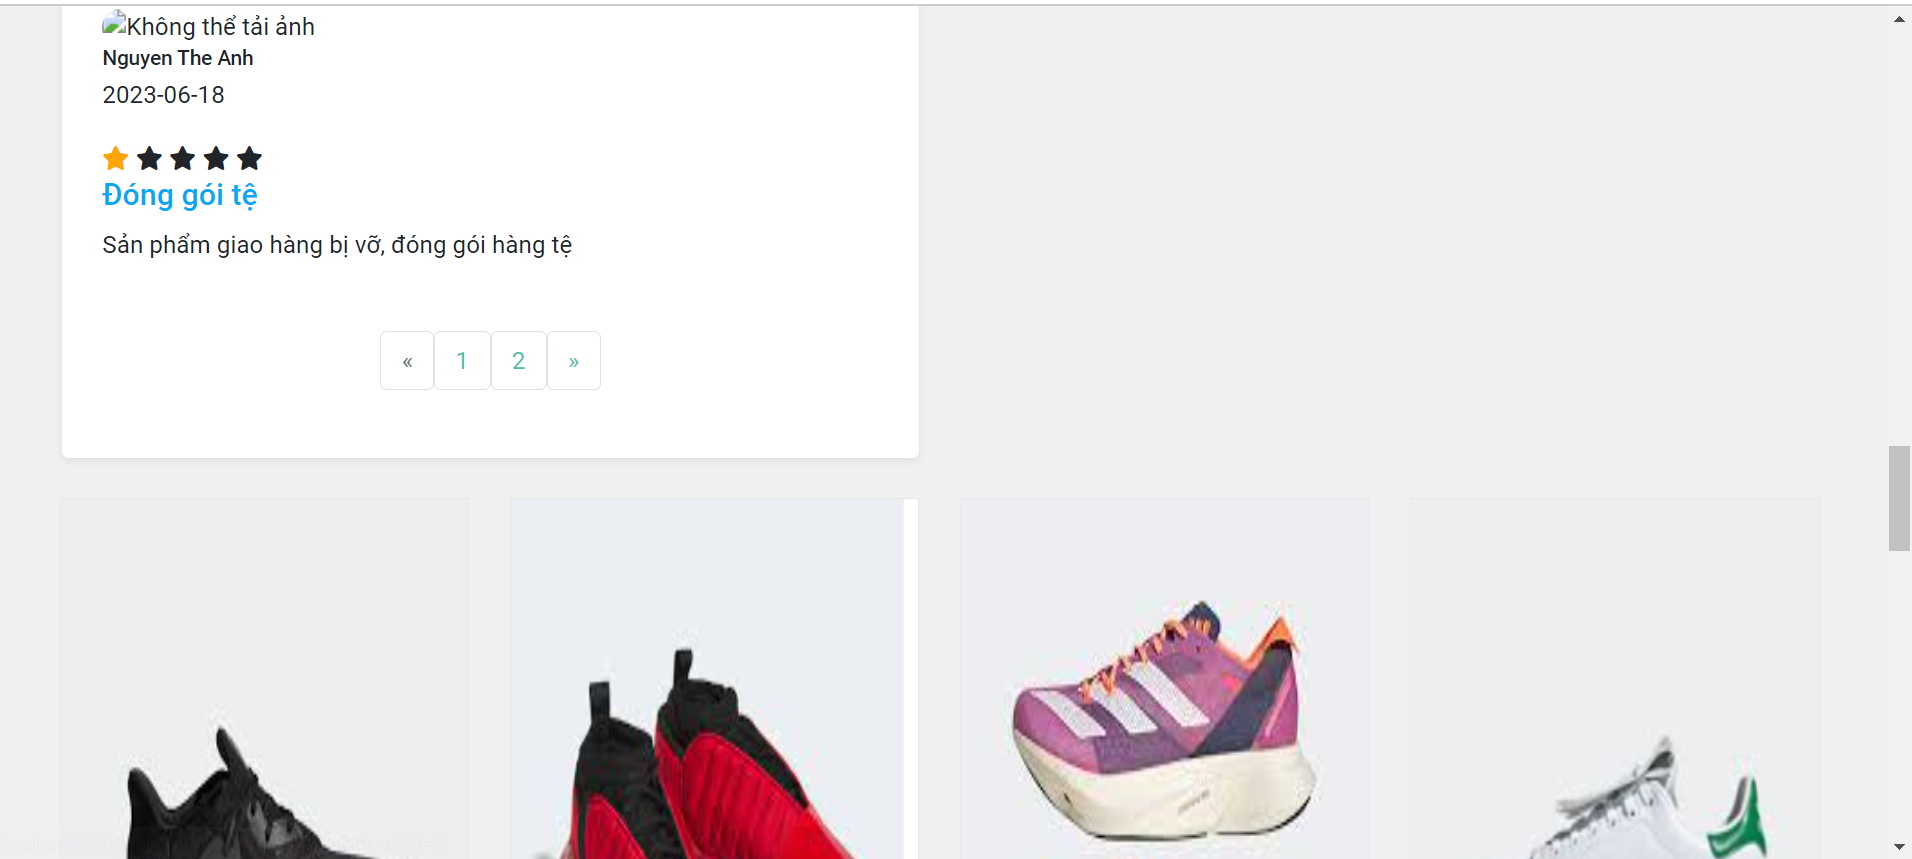 Không thể tải ảnh
Nguyen The Anh
2023-06-18
Đóng gói tệ
Sản phẩm giao hàng bị vỡ, đóng gói hàng tệ
« 1 2 »